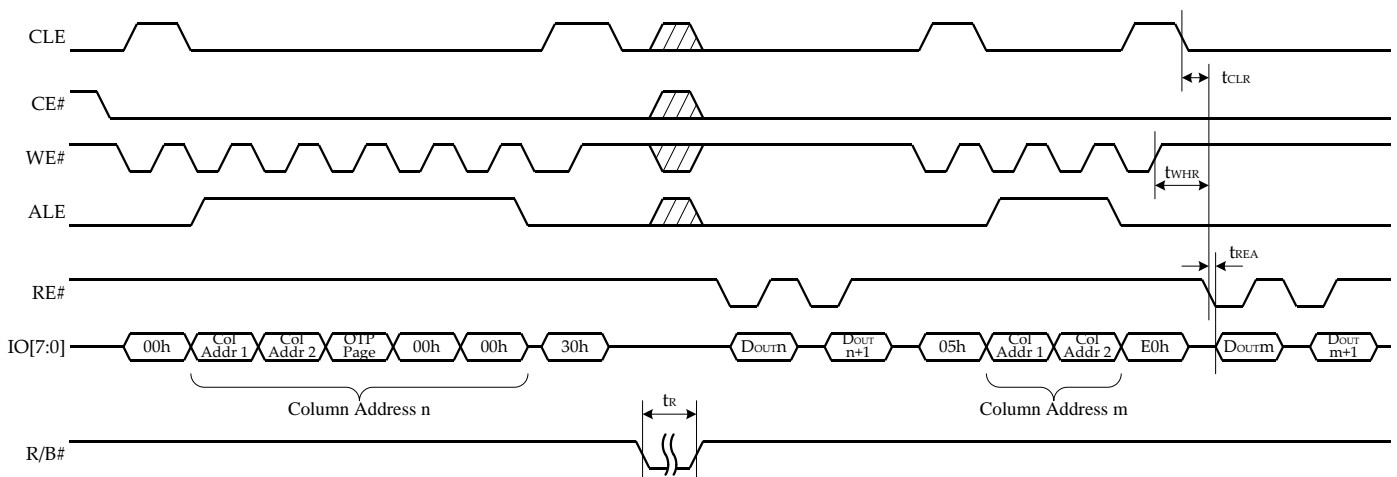 CLE
tCLR
CE#
WE#
tWHR
ALE
tREA
RE#
IO[7:0]
00h
Col
Addr 1
Col
Addr 2
OTP
Page
00h
00h
30h
DOUTn
DOUT
n+1
05h
Col
Addr 1
Col
Addr 2
E0h
DOUTm
DOUT
m+1
Column Address n
tR
Column Address m
R/B#